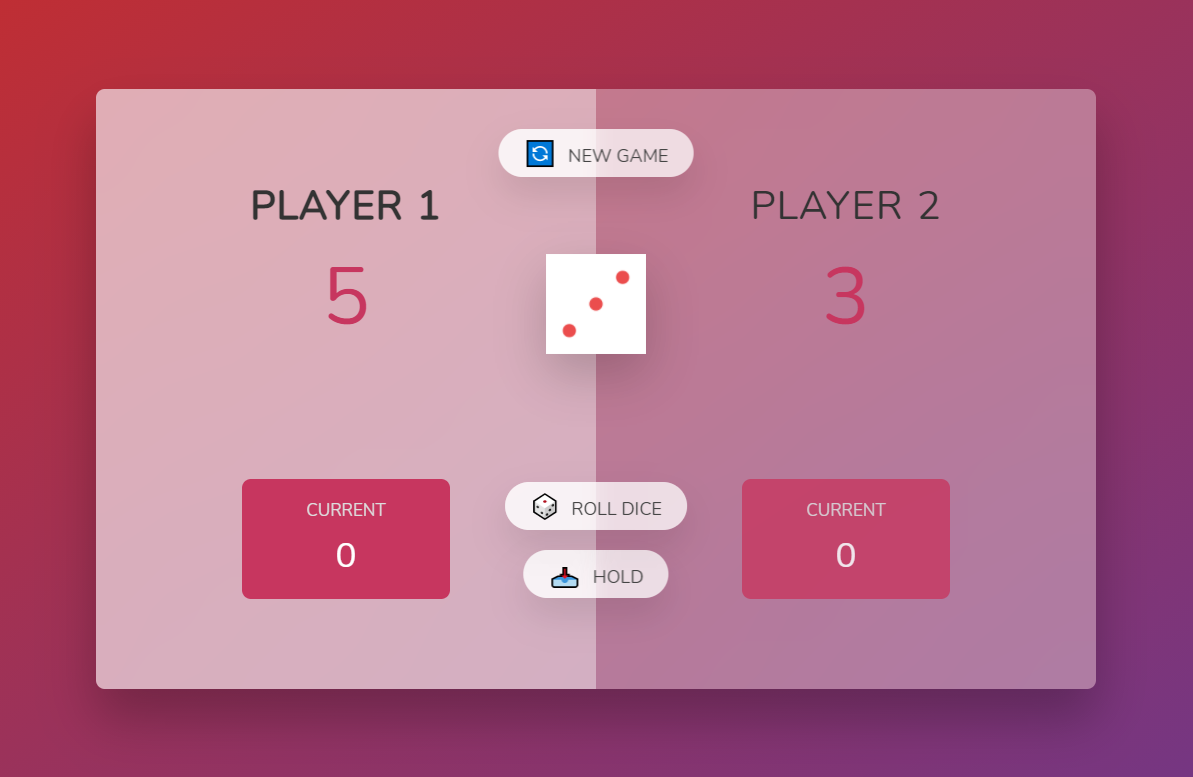 NEW GAME
PLAYER 1
5
PLAYER 2
3
CURRENT
0
ROLL DICE
HOLD
CURRENT
0